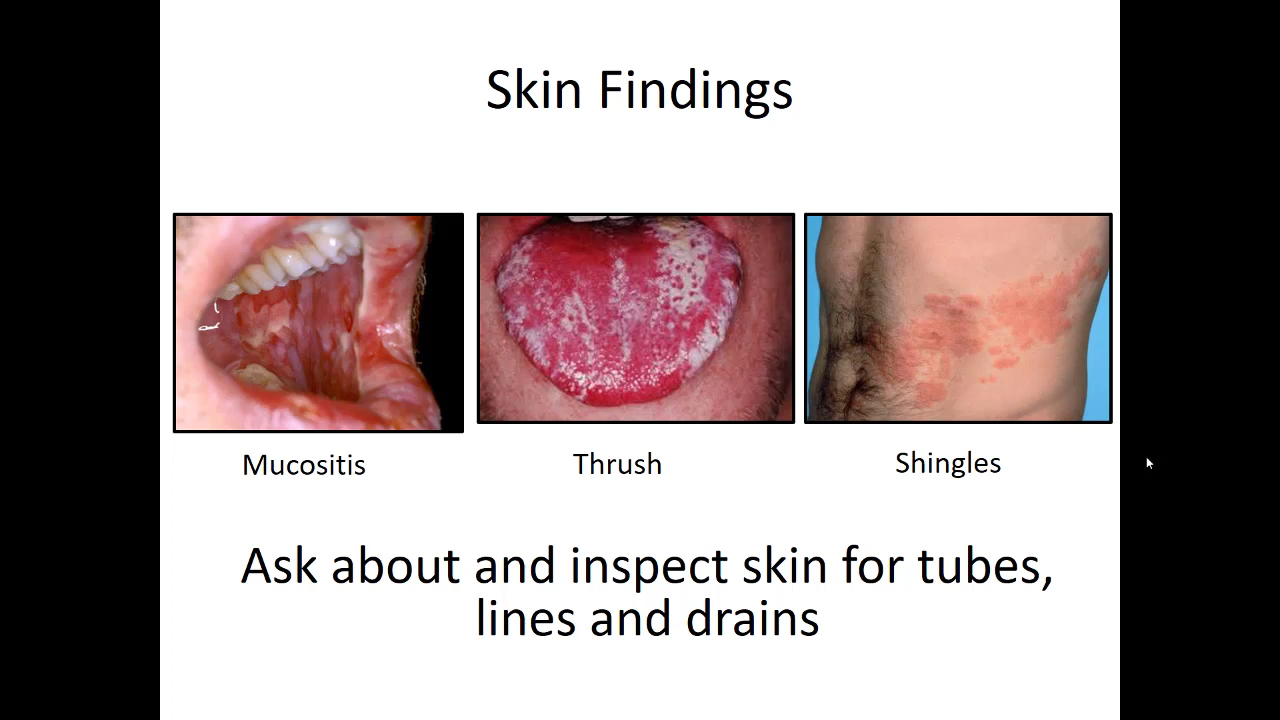 Skin Findings
Mucositis
Thrush
Shingles
Ask about and inspect skin for tubes,
lines and drains